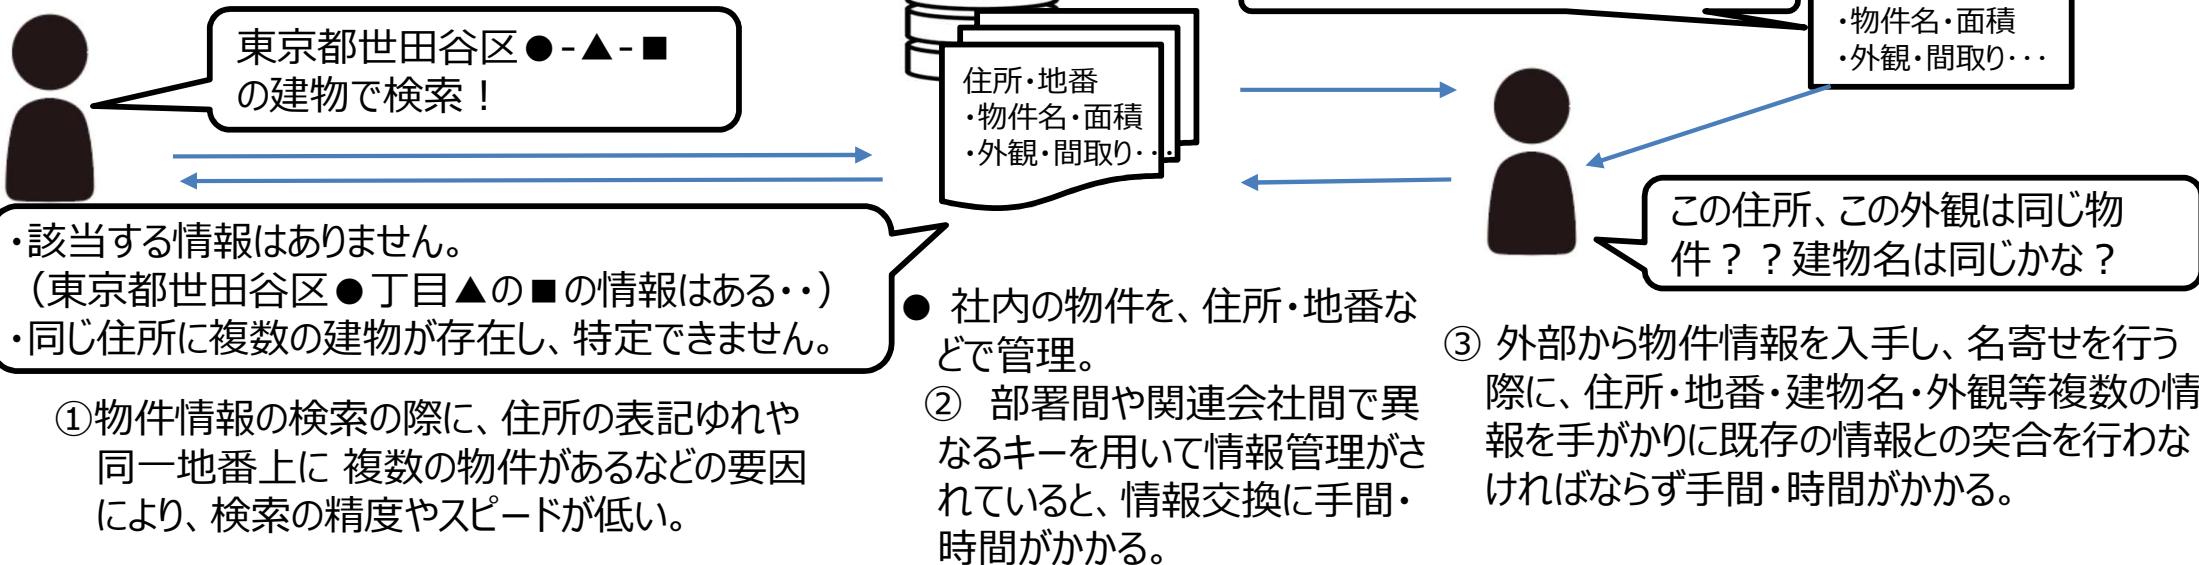 東京都世田谷区●-▲-■
の建物で検索！
住所・地番
・物件名・面積
・外観・間取り・・・
・物件名・面積
・外観・間取り・・・
・該当する情報はありません。
（東京都世田谷区●丁目▲の■の情報はある・・）
・同じ住所に複数の建物が存在し、特定できません。
この住所、この外観は同じ物
件？？建物名は同じかな？
①物件情報の検索の際に、住所の表記ゆれや
同一地番上に 複数の物件があるなどの要因
により、検索の精度やスピードが低い。
● 社内の物件を、住所・地番な
どで管理。
② 部署間や関連会社間で異
なるキーを用いて情報管理がさ
れていると、情報交換に手間・
時間がかかる。
③ 外部から物件情報を入手し、名寄せを行う
際に、住所・地番・建物名・外観等複数の情
報を手がかりに既存の情報との突合を行わな
ければならず手間・時間がかかる。